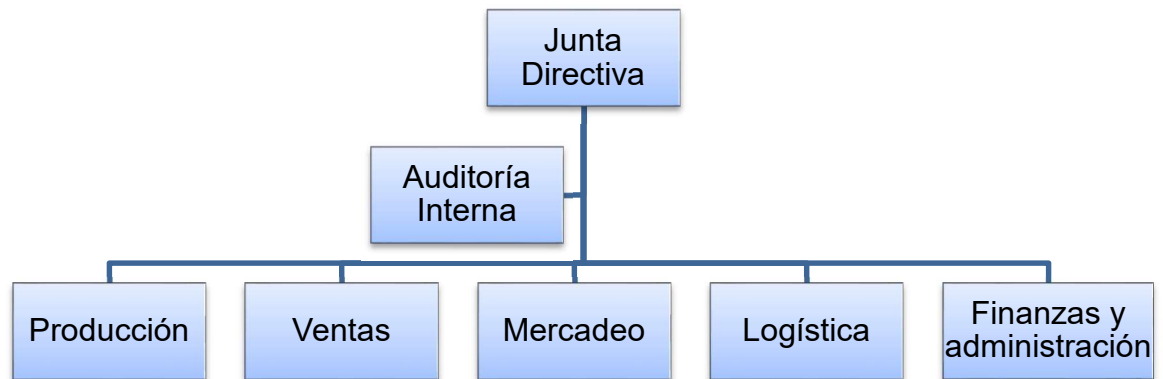 Junta
Directiva
Auditoría
Interna
Producción
Ventas
Mercadeo
Logística
Finanzas y
administración